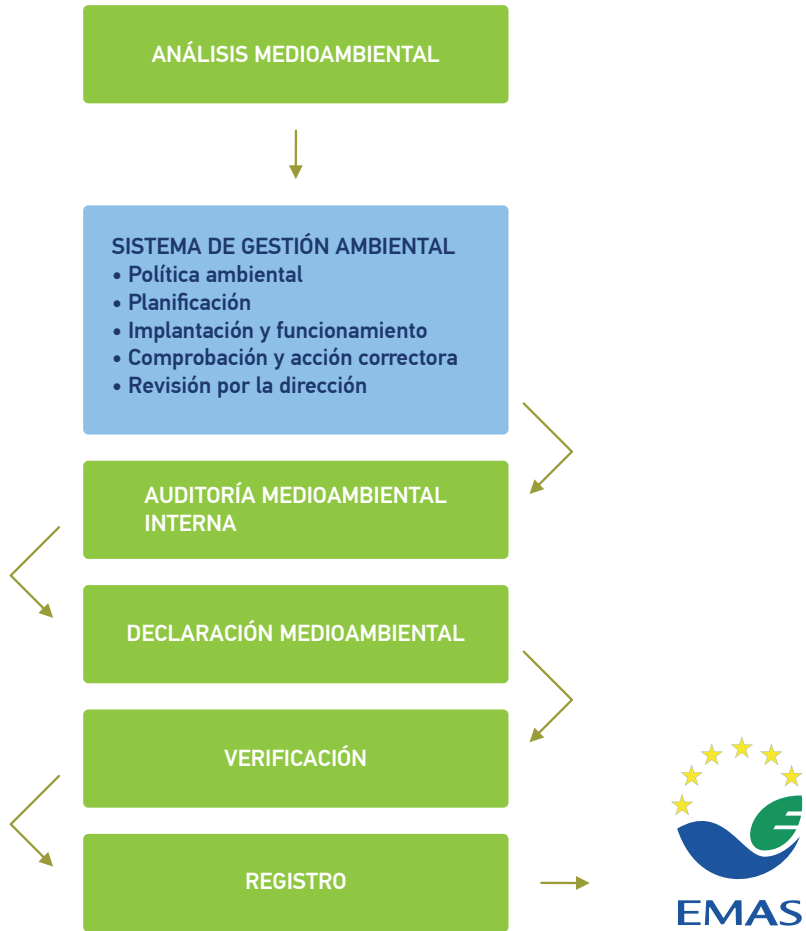 ANÁLISIS MEDIOAMBIENTAL
SISTEMA DE GESTIÓN AMBIENTAL
• Política ambiental
• Planificación
• Implantación y funcionamiento
• Comprobación y acción correctora
• Revisión por la dirección
AUDITORÍA MEDIOAMBIENTAL
INTERNA
DECLARACIÓN MEDIOAMBIENTAL
VERIFICACIÓN
REGISTRO
EMAS